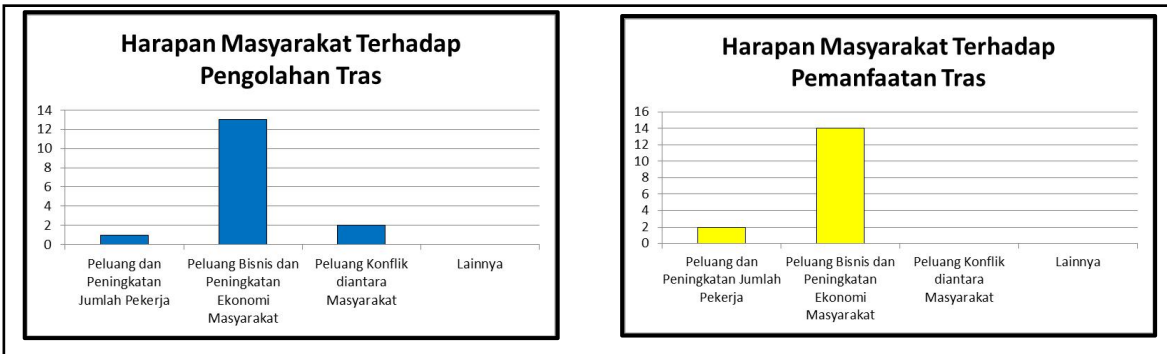 Harapan Masyarakat Terhadap
Pengolahan Tras
14
12
10
8
6
4
2
0
Peluang dan
Peningkatan
Jumlah Pekerja
Peluang Bisnis dan
Peningkatan
Ekonomi
Masyarakat
Peluang Konflik
diantara
Masyarakat
Lainnya
Harapan Masyarakat Terhadap
Pemanfaatan Tras
16
14
12
10
8
6
4
2
0
Peluang dan
Peningkatan Jumlah
Pekerja
Peluang Bisnis dan
Peningkatan
Ekonomi
Masyarakat
Peluang Konflik
diantara
Masyarakat
Lainnya